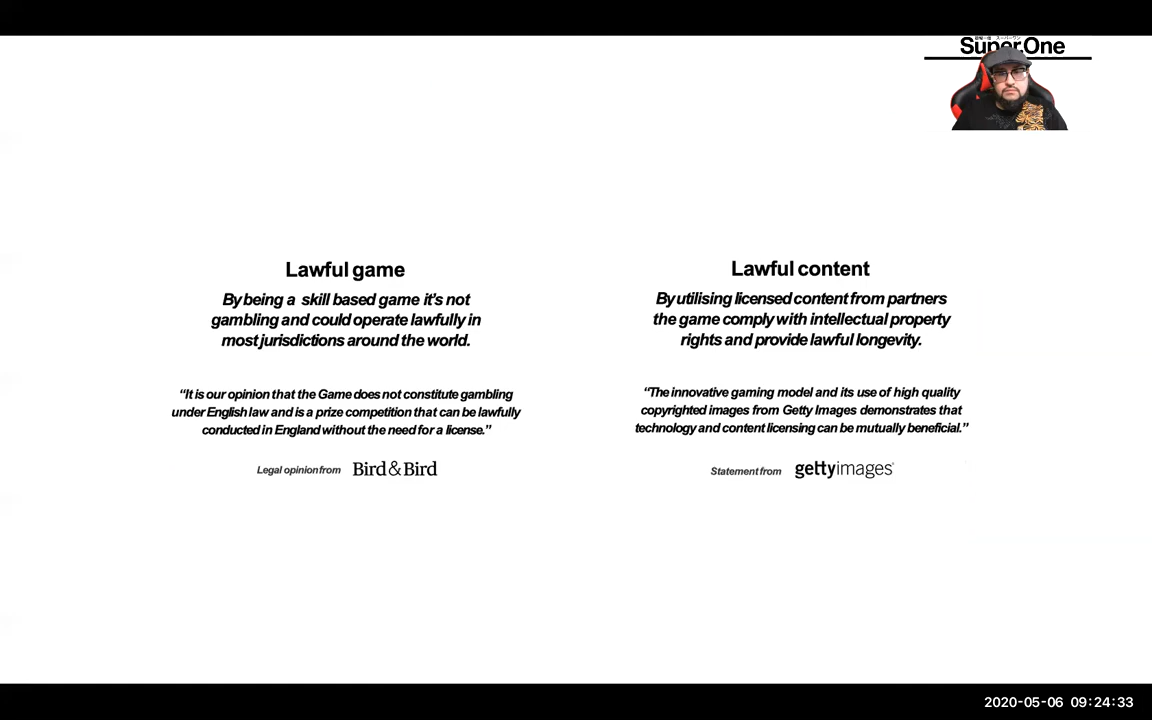 Super.One
Lawful game
By being a skill based game it's not
gambling and could operate lawfully in
most jurisdictions around the world.
“It is our opinion that the Game does not constitute gambling
under English law and is a prize competition that can be lawfully
conducted in England without the need for a license.”
Legal opinion from Bird & Bird
Lawful content
By utilising licensed content from partners
the game comply with intellectual property
rights and provide lawful longevity.
“The innovative gaming model and its use of high quality
copyrighted images from Getty Images demonstrates that
technology and content licensing can be mutually beneficial.”
Statement from gettyimages®
2020-05-06 09:24:33